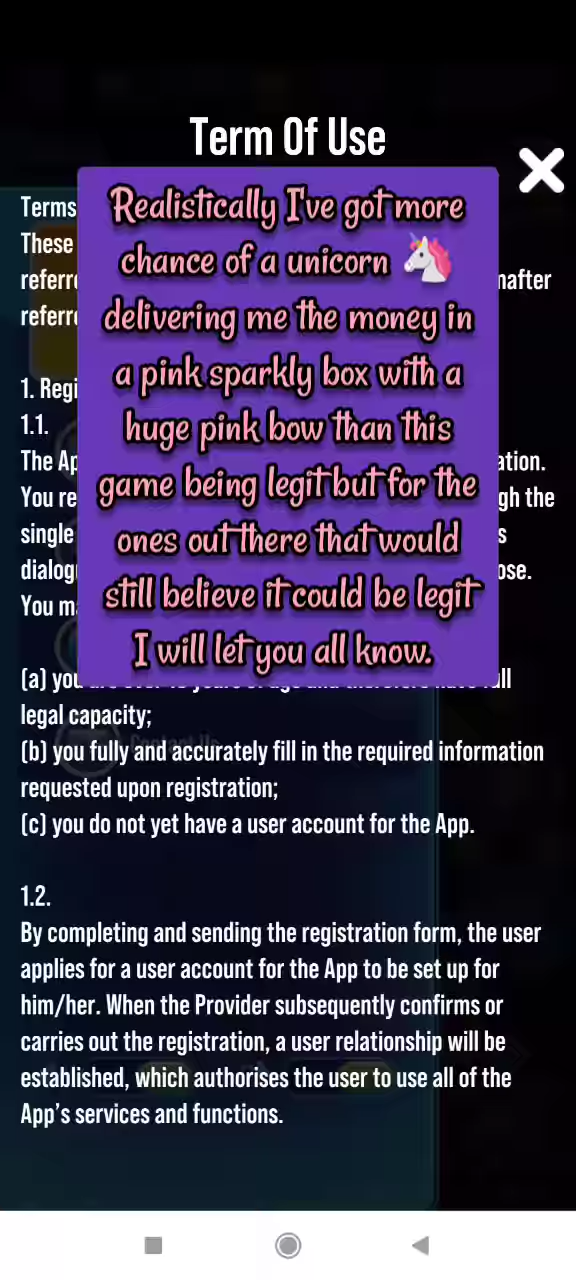 Term Of Use
Terms
These
referre nafter
referre
Realistically I've got more
chance of a unicorn 🦄
delivering me the money in
a pink sparkly box with a
huge pink bow than this
game being legit but for the
ones out there that would
still believe it could be legit
I will let you all know.
1. Regi
1.1.
The Ap ation.
You re gh the
single s
dialog ose.
You m
(a) you
legal capacity;
(b) you fully and accurately fill in the required information
requested upon registration;
(c) you do not yet have a user account for the App.
1.2.
By completing and sending the registration form, the user
applies for a user account for the App to be set up for
him/her. When the Provider subsequently confirms or
carries out the registration, a user relationship will be
established, which authorises the user to use all of the
App's services and functions.